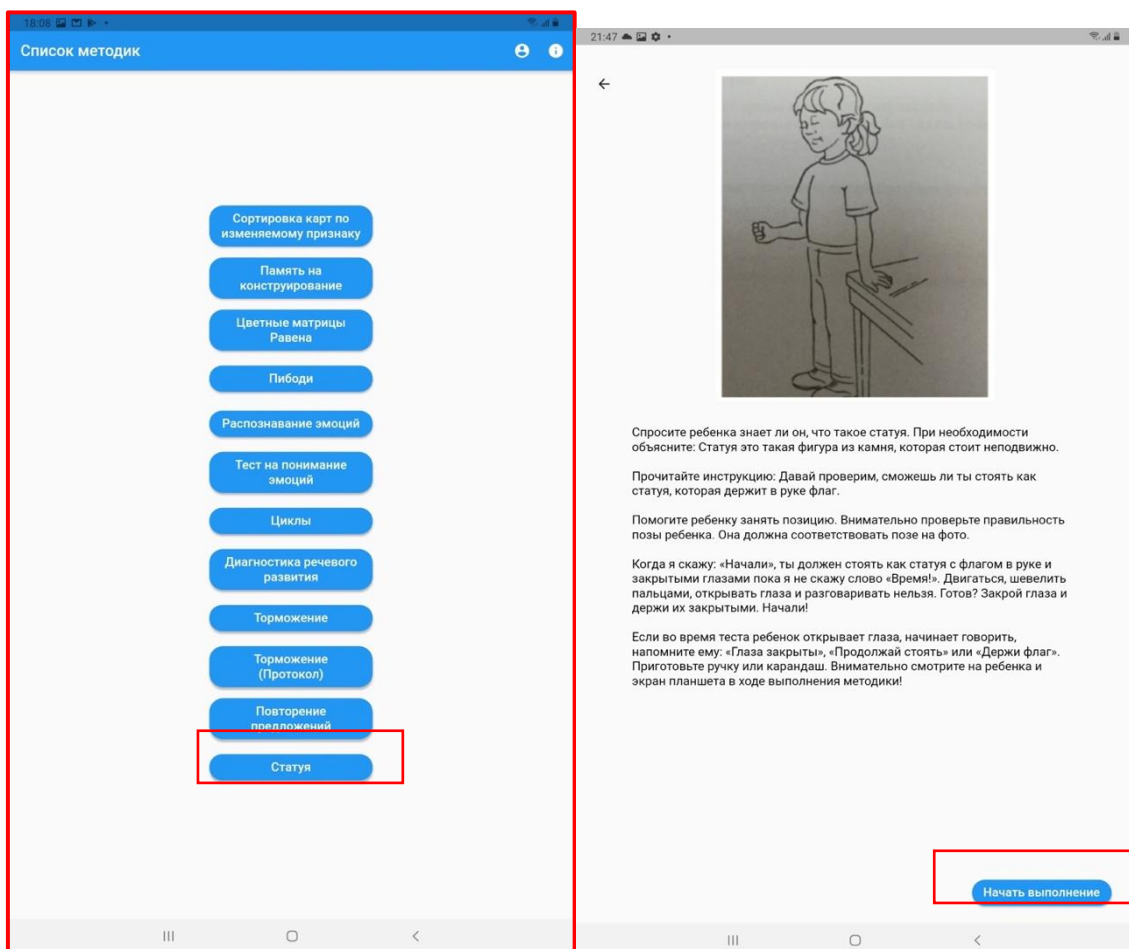 18:08
Список методик
Сортировка карт по
изменяемому признаку
Память на
конструирование
Цветные матрицы
Равена
Пибоди
Распознавание эмоций
Тест на понимание
эмоций
Циклы
Диагностика речевого
развития
Торможение
Торможение
(Протокол)
Повторение
предложений
Статуя
21:47
Спросите ребенка знает ли он, что такое статуя. При необходимости
объясните: Статуя это такая фигура из камня, которая стоит неподвижно.
Прочитайте инструкцию: Давай проверим, сможешь ли ты стоять как
статуя, которая держит в руке флаг.
Помогите ребенку занять позицию. Внимательно проверьте правильность
позы ребенка. Она должна соответствовать позе на фото.
Когда я скажу: «Начали», ты должен стоять как статуя с флагом в руке и
закрытыми глазами пока я не скажу слово «Время!». Двигаться, шевелить
пальцами, открывать глаза и разговаривать нельзя. Готов? Закрой глаза и
держи их закрытыми. Начали!
Если во время теста ребенок открывает глаза, начинает говорить,
напомните ему: «Глаза закрыты», «Продолжай стоять» или «Держи флаг».
Приготовьте ручку или карандаш. Внимательно смотрите на ребенка и
экран планшета в ходе выполнения методики!
Начать выполнение